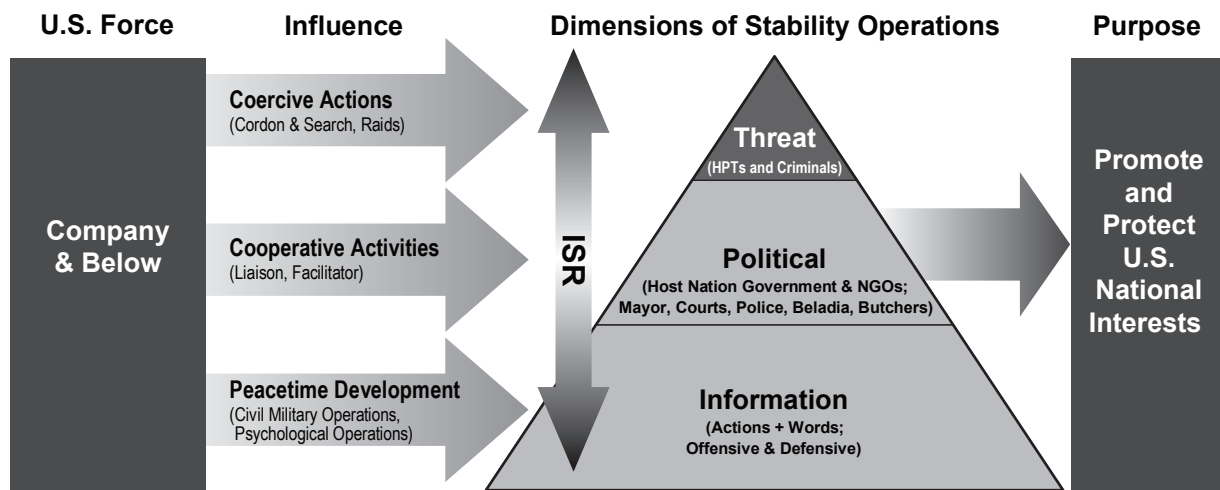 U.S. Force
Influence
Dimensions of Stability Operations
Purpose
Company
& Below
Coercive Actions
(Cordon & Search, Raids)
Cooperative Activities
(Liaison, Facilitator)
Peacetime Development
(Civil Military Operations,
Psychological Operations)
ISR
Threat
(HPTs and Criminals)
Political
(Host Nation Government & NGOs;
Mayor, Courts, Police, Beladia, Butchers)
Information
(Actions + Words;
Offensive & Defensive)
Promote
and
Protect
U.S.
National
Interests